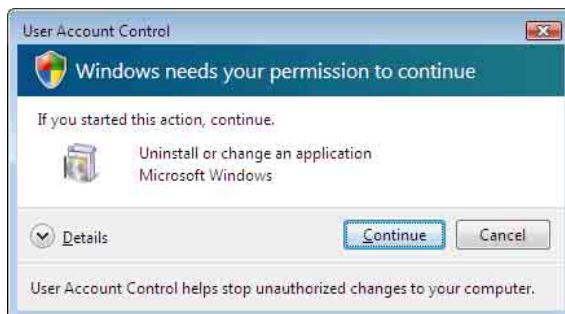 User Account Control
Windows needs your permission to continue
If you started this action, continue.
Uninstall or change an application
Microsoft Windows
Details
Continue
Cancel
User Account Control helps stop unauthorized changes to your computer.